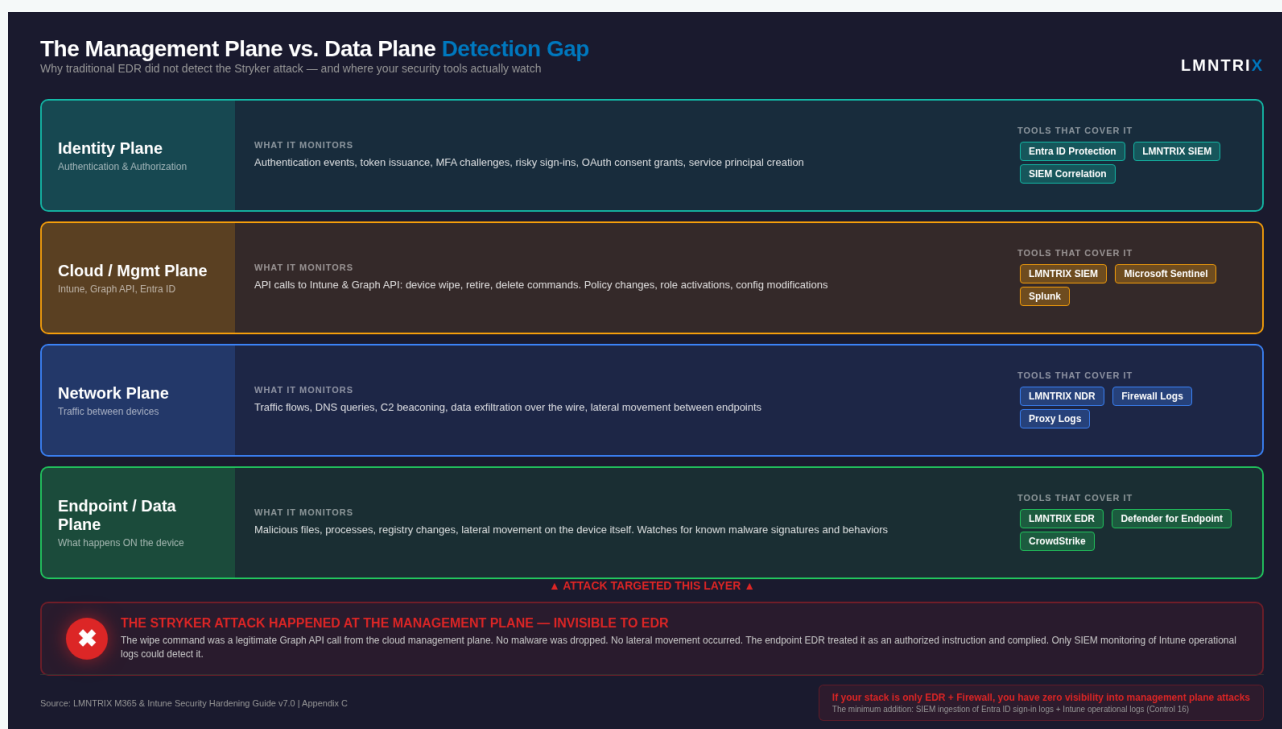 The Management Plane vs. Data Plane Detection Gap
Why traditional EDR did not detect the Stryker attack — and where your security tools actually watch
LMNTRIX
Identity Plane
Authentication & Authorization
WHAT IT MONITORS
Authentication events, token issuance, MFA challenges, risky sign-ins, OAuth consent grants, service principal creation
TOOLS THAT COVER IT
Entra ID Protection
LMNTRIX SIEM
SIEM Correlation
Cloud / Mgmt Plane
Intune, Graph API, Entra ID
WHAT IT MONITORS
API calls to Intune & Graph API: device wipe, retire, delete commands. Policy changes, role activations, config modifications
TOOLS THAT COVER IT
LMNTRIX SIEM
Microsoft Sentinel
Splunk
Network Plane
Traffic between devices
WHAT IT MONITORS
Traffic flows, DNS queries, C2 beaconing, data exfiltration over the wire, lateral movement between endpoints
TOOLS THAT COVER IT
LMNTRIX NDR
Firewall Logs
Proxy Logs
Endpoint / Data
Plane
What happens ON the device
WHAT IT MONITORS
Malicious files, processes, registry changes, lateral movement on the device itself. Watches for known malware signatures and behaviors
TOOLS THAT COVER IT
LMNTRIX EDR
Defender for Endpoint
CrowdStrike
▲ ATTACK TARGETED THIS LAYER ▲
THE STRYKER ATTACK HAPPENED AT THE MANAGEMENT PLANE — INVISIBLE TO EDR
The wipe command was a legitimate Graph API call from the cloud management plane. No malware was dropped. No lateral movement occurred. The endpoint EDR treated it as an authorized instruction and complied. Only SIEM monitoring of Intune operational
logs could detect it.
Source: LMNTRIX M365 & Intune Security Hardening Guide v7.0 | Appendix C
If your stack is only EDR + Firewall, you have zero visibility into management plane attacks
The minimum addition: SIEM ingestion of Entra ID sign-in logs + Intune operational logs (Control 16)